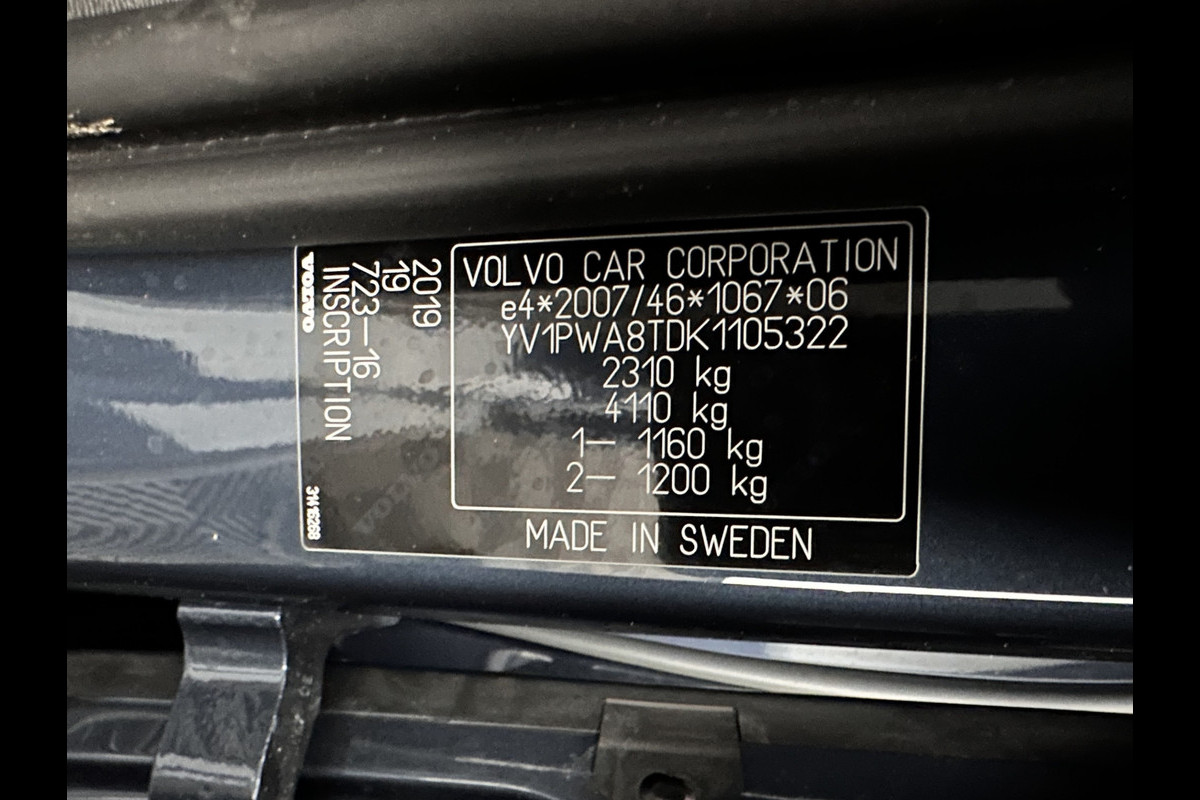 VOLVO CAR CORPORATION
e4*2007/46*1067*06
YV1PWA8TDK1105322
2310 kg
4110 kg
1- 1160 kg
2- 1200 kg
MADE IN SWEDEN
2019
19
723-16
INSCRIPTION
VOLVO